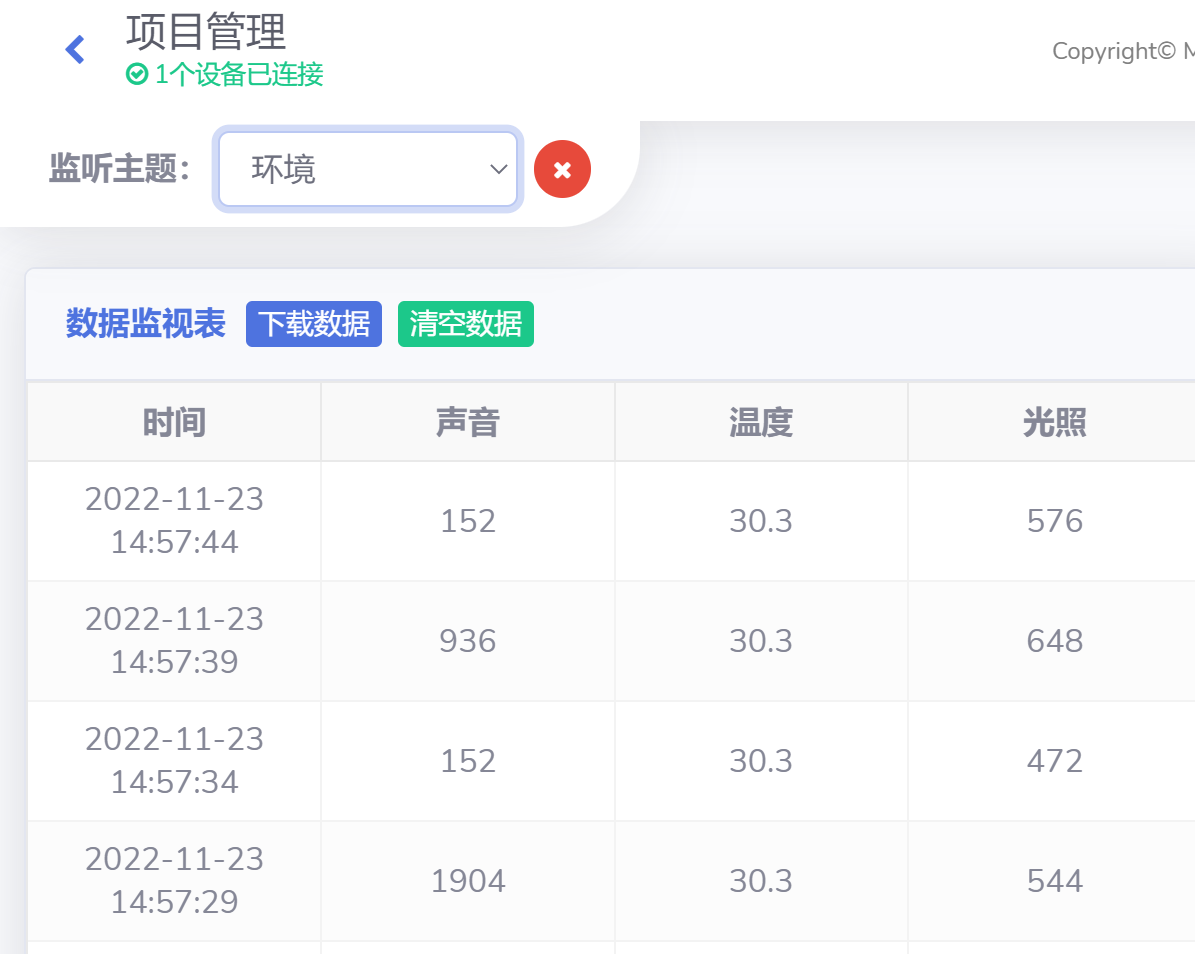 项目管理
1个设备已连接
Copyright©
监听主题：
环境
数据监视表 下载数据 清空数据
时间 声音 温度 光照
2022-11-23
14:57:44
152 30.3 576
2022-11-23
14:57:39
936 30.3 648
2022-11-23
14:57:34
152 30.3 472
2022-11-23
14:57:29
1904 30.3 544